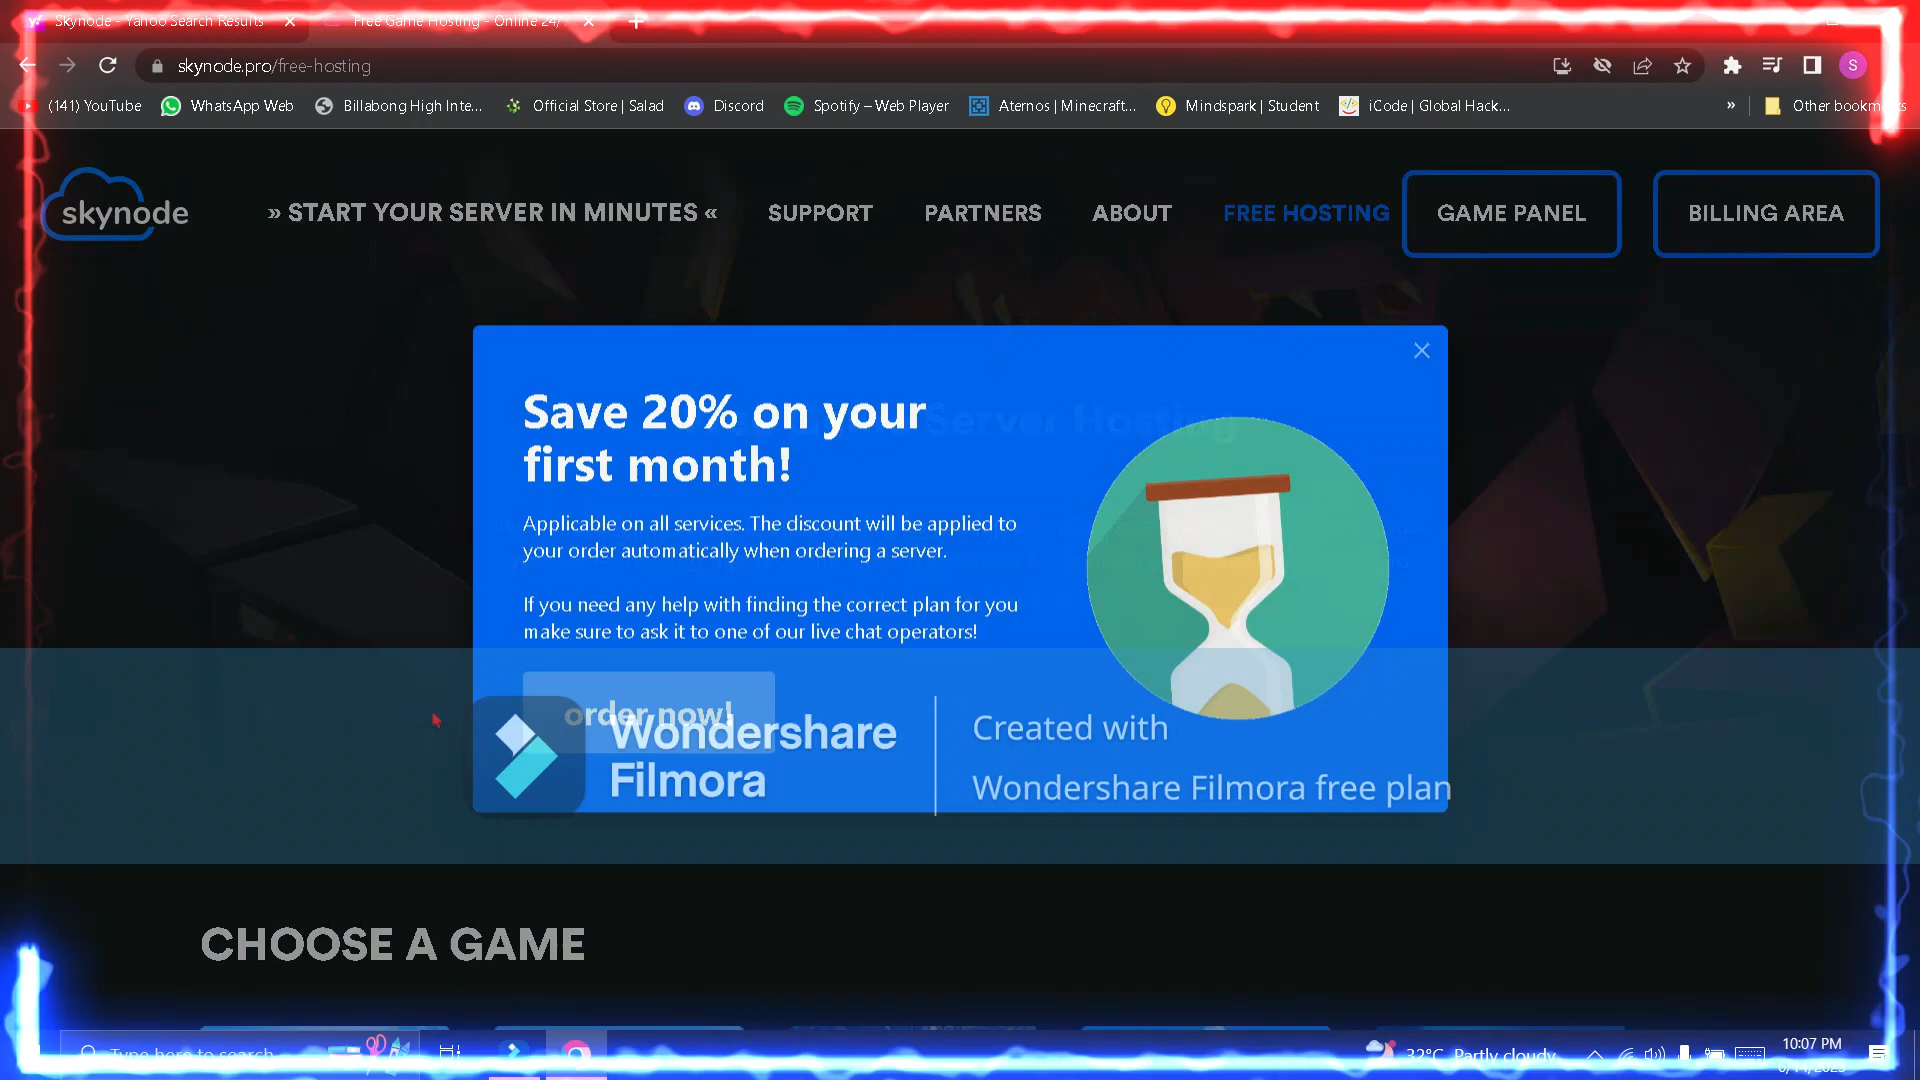 Skynode - Yahoo Search Results
Free Game Hosting - Online 24/
skynode.pro/free-hosting
S
(141) YouTube
WhatsApp Web
Billabong High Inte...
Official Store | Salad
Discord
Spotify – Web Player
Aternos | Minecraft...
Mindspark | Student
iCode | Global Hack...
»
Other bookmarks
skynode
» START YOUR SERVER IN MINUTES «
SUPPORT
PARTNERS
ABOUT
FREE HOSTING
GAME PANEL
BILLING AREA
Server Hosting
Save 20% on your
first month!
Applicable on all services. The discount will be applied to
your order automatically when ordering a server.
If you need any help with finding the correct plan for you
make sure to ask it to one of our live chat operators!
order now!
Wondershare
Filmora
Created with
Wondershare Filmora free plan
CHOOSE A GAME
Type here to search
32°C Partly cloudy
10:07 PM